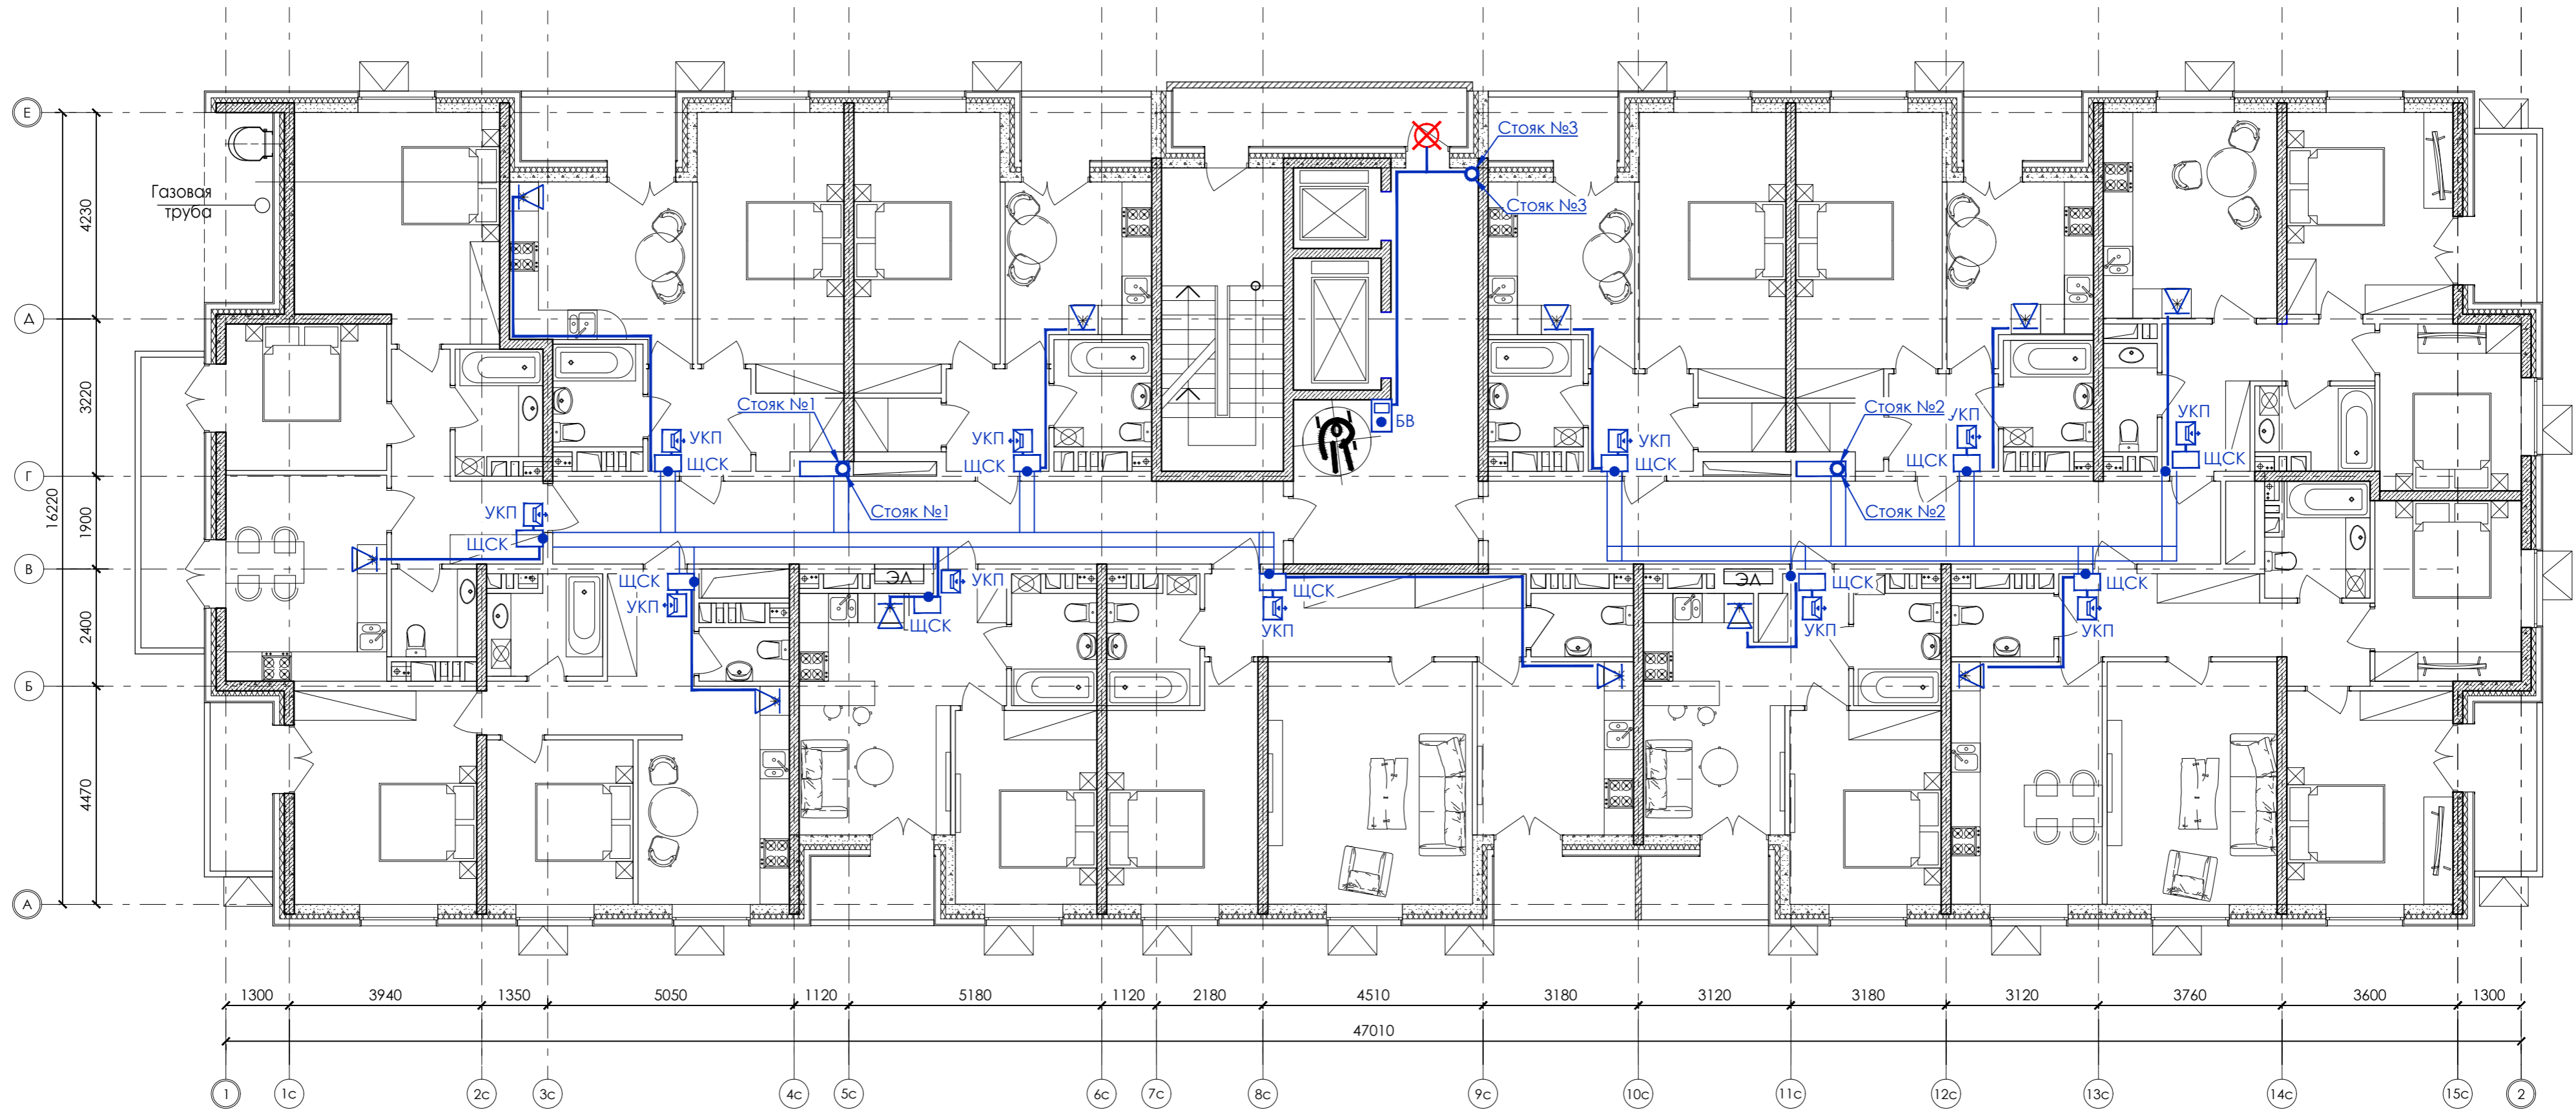 Е
Стояк №3
Газовая
труба
Стояк №3
4230
Д
3220
Стояк №1
Стояк №2
УКП
УКП
БВ
УКП
УКП
УКП
ЩСК
ЩСК
ЩСК
ЩСК
ЩСК
Г
16220
1900
УКП
Стояк №1
Стояк №2
ЩСК
В
ЩСК
ЭЛ
УКП
ЩСК
ЭЛ
ЩСК
ЩСК
УКП
ЩСК
УКП
УКП
УКП
2400
Б
4470
А
1300
3940
1350
5050
1120
5180
1120
2180
4510
3180
3120
3180
3120
3760
3600
1300
47010
1
1с
2с
3с
4с
5с
6с
7с
8с
9с
10с
11с
12с
13с
14с
15с
2